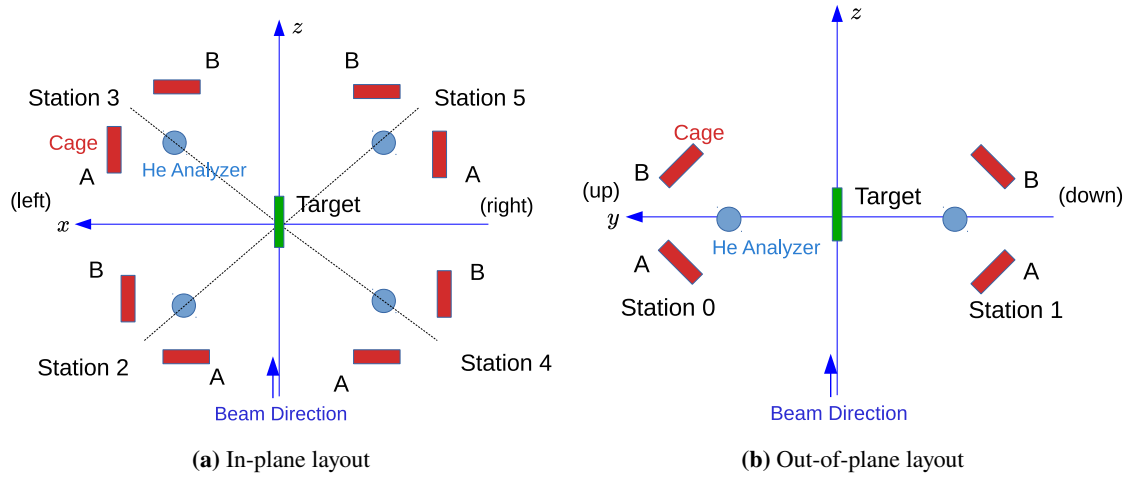 z
B
B
Station 3
Station 5
Cage
He Analyzer
A
A
(left)
Target
(right)
x
B
B
Station 2
Station 4
A
A
Beam Direction
(a) In-plane layout
z
Cage
B
B
(up)
Target
(down)
y
He Analyzer
A
A
Station 0
Station 1
Beam Direction
(b) Out-of-plane layout